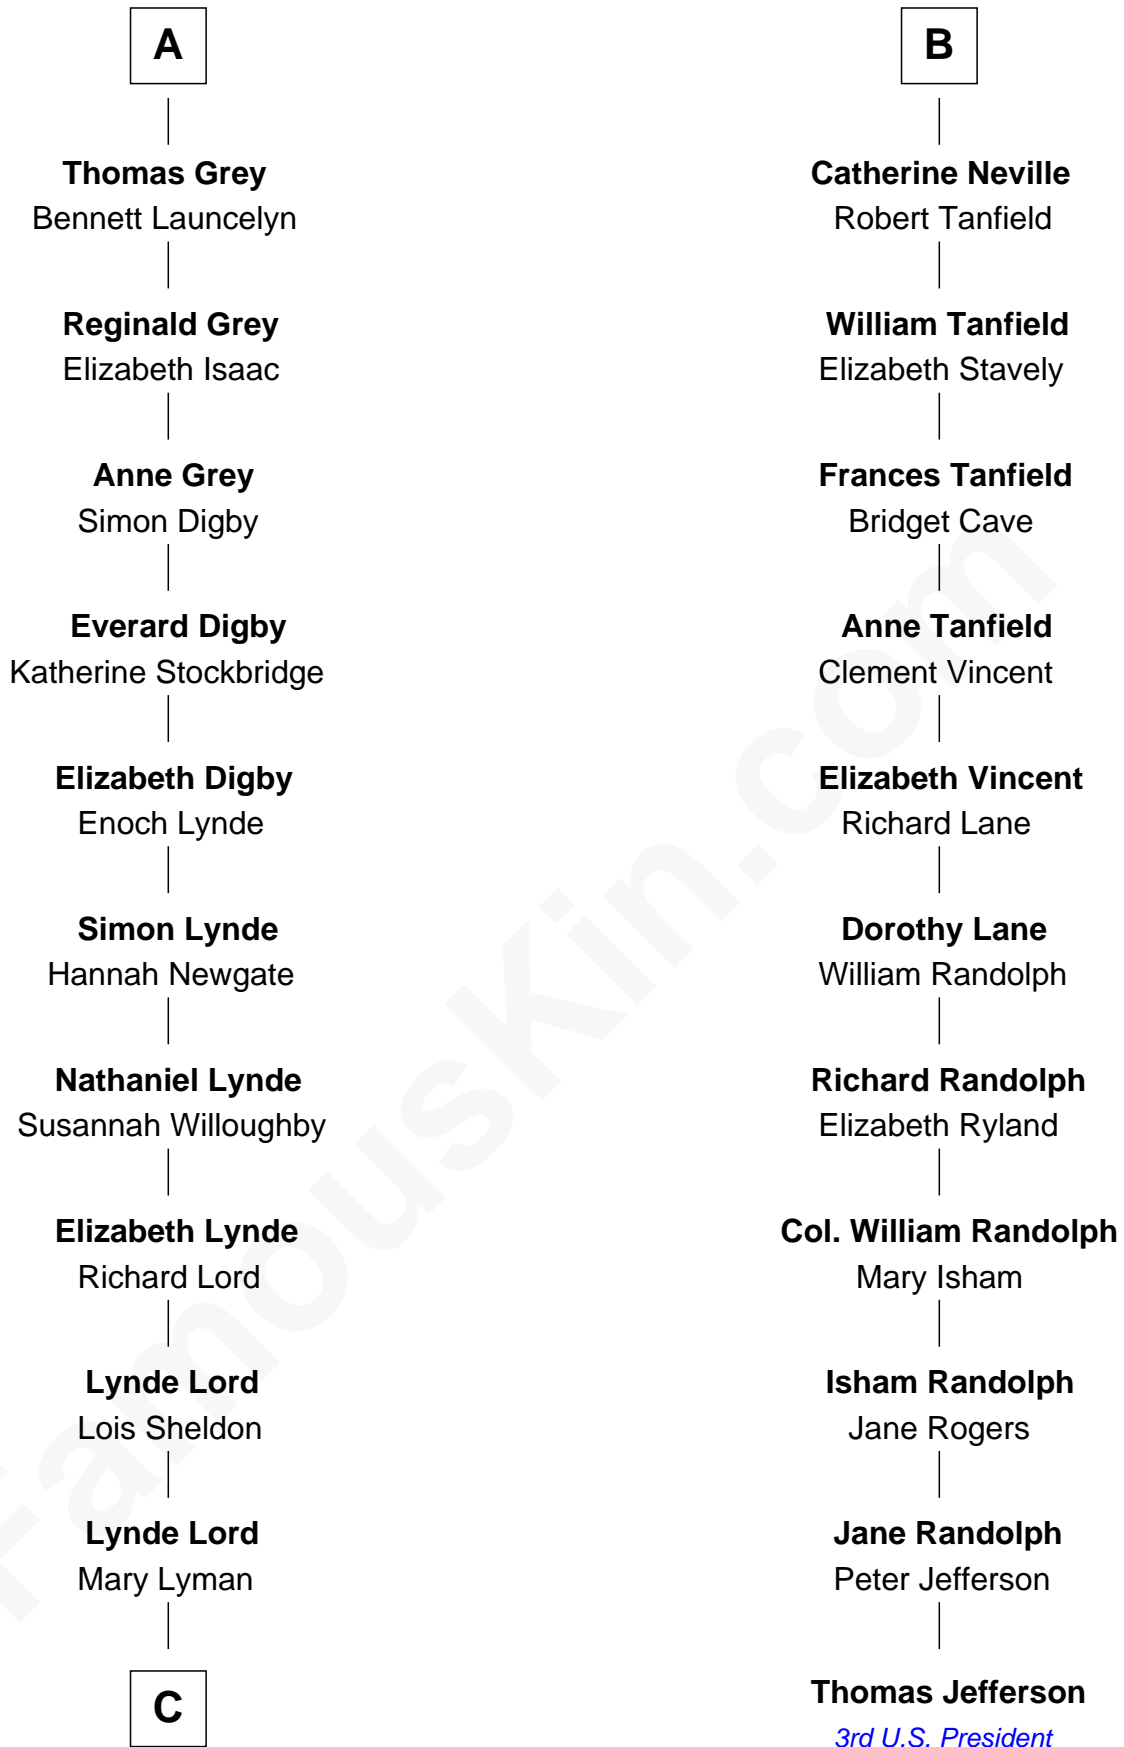 A
Thomas Grey
Bennett Launcelyn
Reginald Grey
Elizabeth Isaac
Anne Grey
Simon Digby
Everard Digby
Katherine Stockbridge
Elizabeth Digby
Enoch Lynde
Simon Lynde
Hannah Newgate
Nathaniel Lynde
Susannah Willoughby
Elizabeth Lynde
Richard Lord
Lynde Lord
Lois Sheldon
Lynde Lord
Mary Lyman
C
B
Catherine Neville
Robert Tanfield
William Tanfield
Elizabeth Stavely
Frances Tanfield
Bridget Cave
Anne Tanfield
Clement Vincent
Elizabeth Vincent
Richard Lane
Dorothy Lane
William Randolph
Richard Randolph
Elizabeth Ryland
Col. William Randolph
Mary Isham
Isham Randolph
Jane Rogers
Jane Randolph
Peter Jefferson
Thomas Jefferson
3rd U.S. President
FamousKin.com